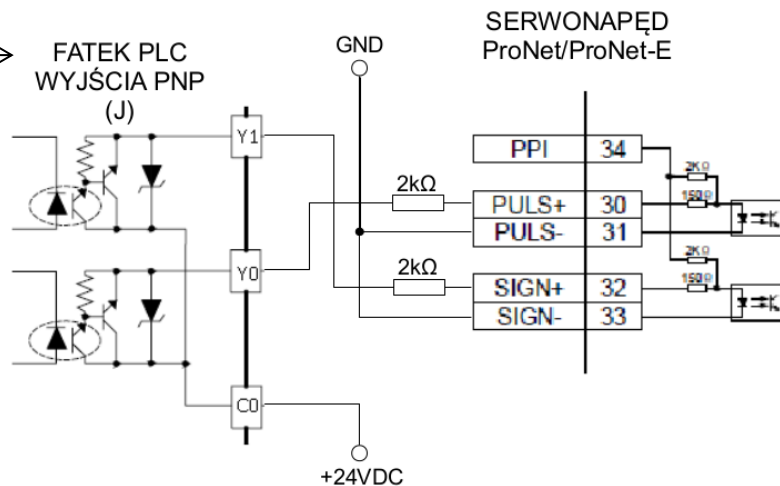 SERWONAPĘD
ProNet/ProNet-E
FATEK PLC
WYJŚCIA PNP
(J)
GND
Y1
PPI 34
2KΩ
2kΩ
150Ω
PULS+ 30
PULS- 31
Y0
2KΩ
2kΩ
150Ω
SIGN+ 32
SIGN- 33
C0
+24VDC